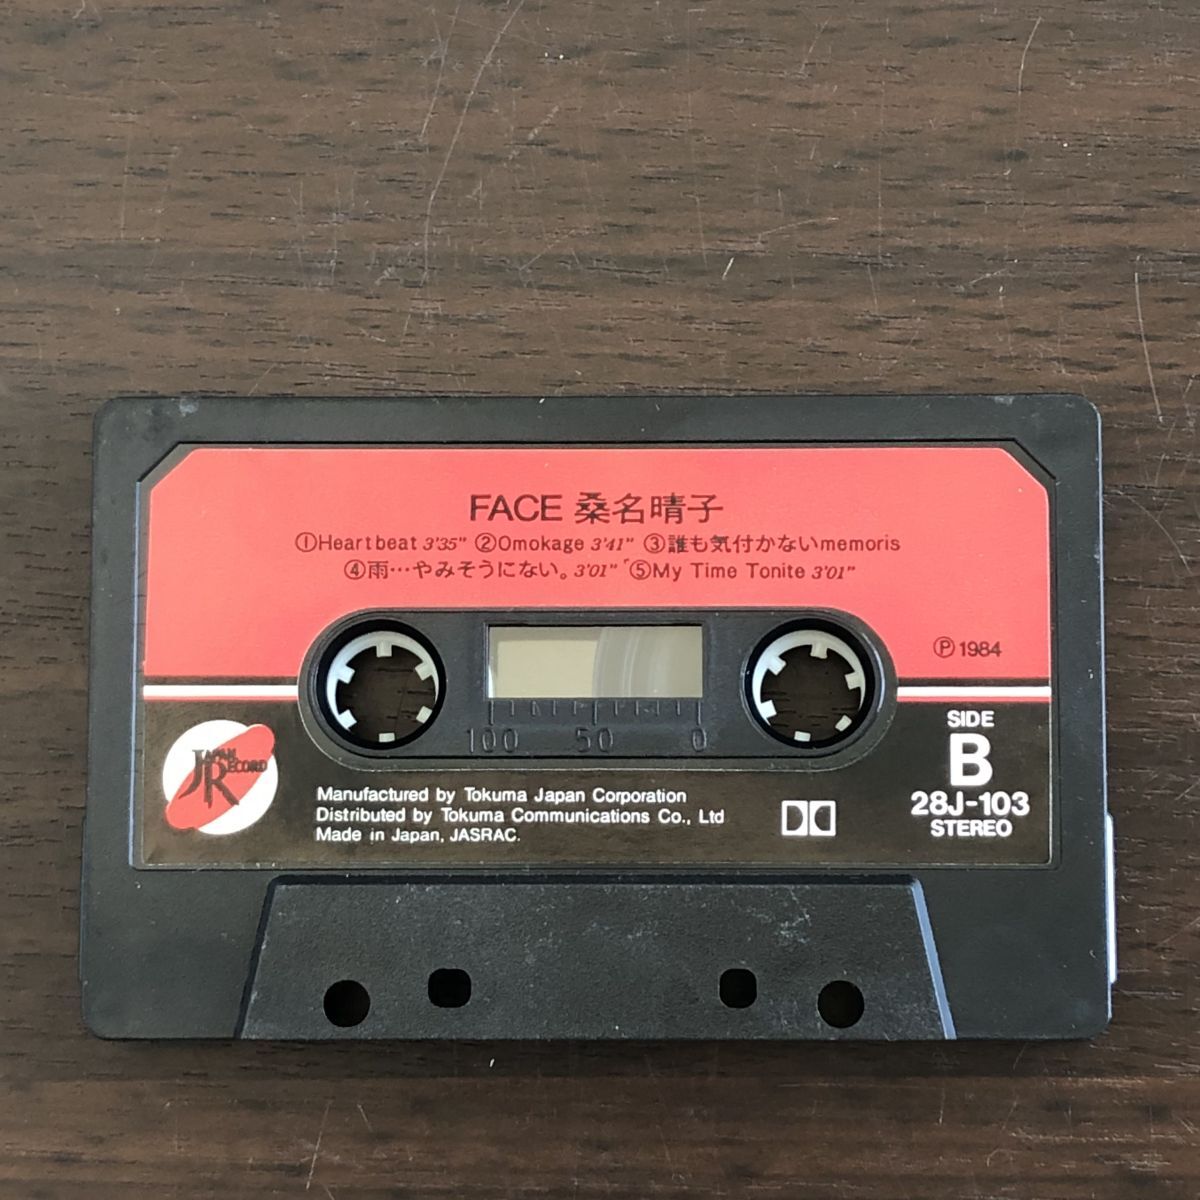 FACE 桑名晴子
①Heartbeat 3'35" ②Omokage 3'41" ③誰も気付かないmemoris
④雨…やみそうにない。3'01" ⑤My Time Tonite 3'01"
Ⓟ1984
100 50 0
JAPAN
RECORD
SIDE
B
28J-103
STEREO
Manufactured by Tokuma Japan Corporation
Distributed by Tokuma Communications Co., Ltd
Made in Japan, JASRAC.